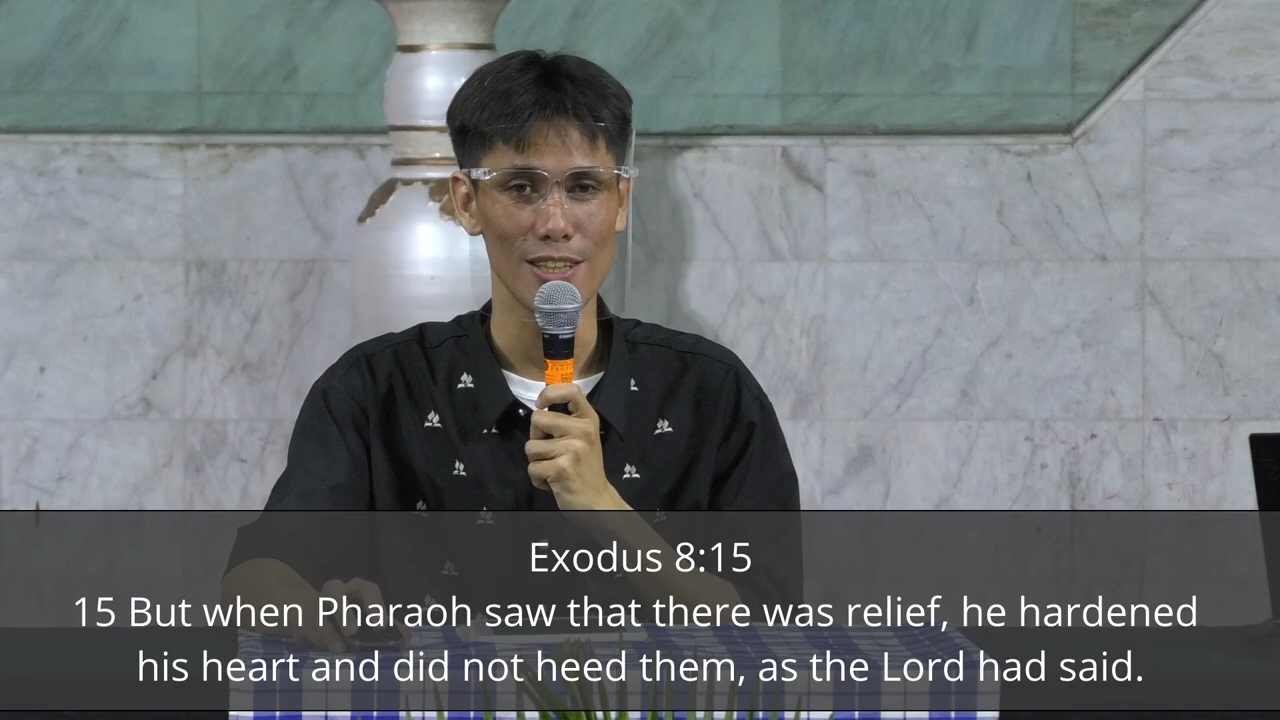 Exodus 8:15
15 But when Pharaoh saw that there was relief, he hardened
his heart and did not heed them, as the Lord had said.